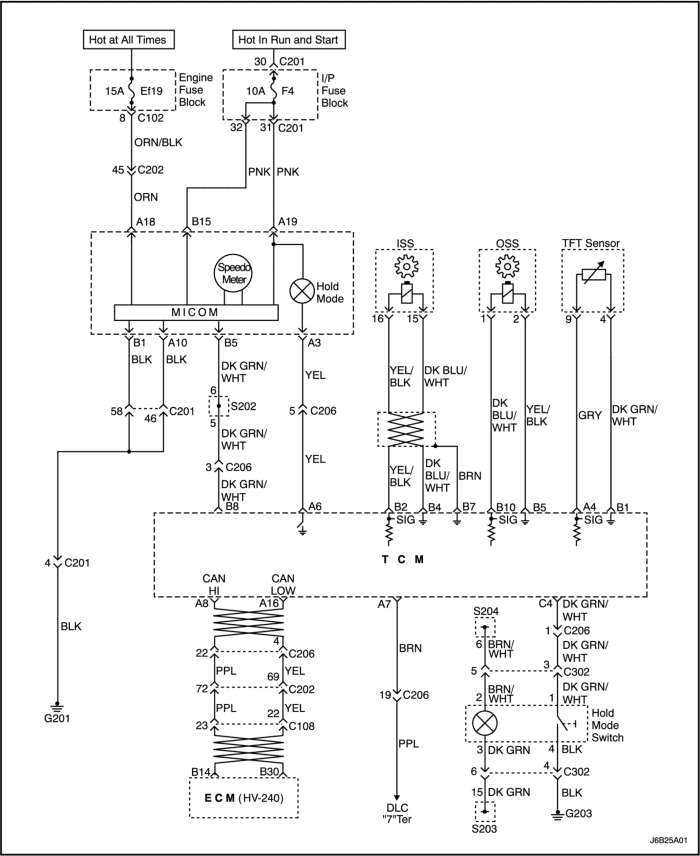 Hot at All Times
Hot In Run and Start
30 C201
15A Ef19
Engine
Fuse
Block
10A F4
I/P
Fuse
Block
8 C102
32 31 C201
ORN/BLK
45 C202
PNK PNK
ORN
A18 B15 A19
ISS OSS TFT Sensor
Speedo
Meter
Hold
Mode
MICOM
16 15 1 2 9 4
B1 A10 B5 A3
BLK BLK
DK GRN/
WHT
YEL
YEL/
BLK
DK BLU/
WHT
6
S202
5
58 46 C201
5 C206
DK
BLU/
WHT
YEL/
BLK
GRY
DK GRN/
WHT
DK GRN/
WHT
3 C206
YEL
YEL/
BLK
DK
BLU/
WHT
BRN
DK GRN/
WHT
B8 A6 B2 B4 B7 B10 B5 A4 B1
SIG SIG SIG
T C M
4 C201
BLK
G201
CAN
HI
CAN
LOW
A8 A16 A7 C4
DK GRN/
WHT
S204
6
BRN/
WHT
1 C206
DK GRN/
WHT
4
22 C206
BRN
5 3 C302
PPL YEL
69
72 C202
19 C206
BRN/
WHT
DK GRN/
WHT
2 1
PPL YEL
22
23 C108
Hold
Mode
Switch
PPL
3 DK GRN 4 BLK
B14 B30
6 4 C302
ECM (HV-240)
15 DK GRN BLK
DLC
"7"Ter
S203
G203
J6B25A01